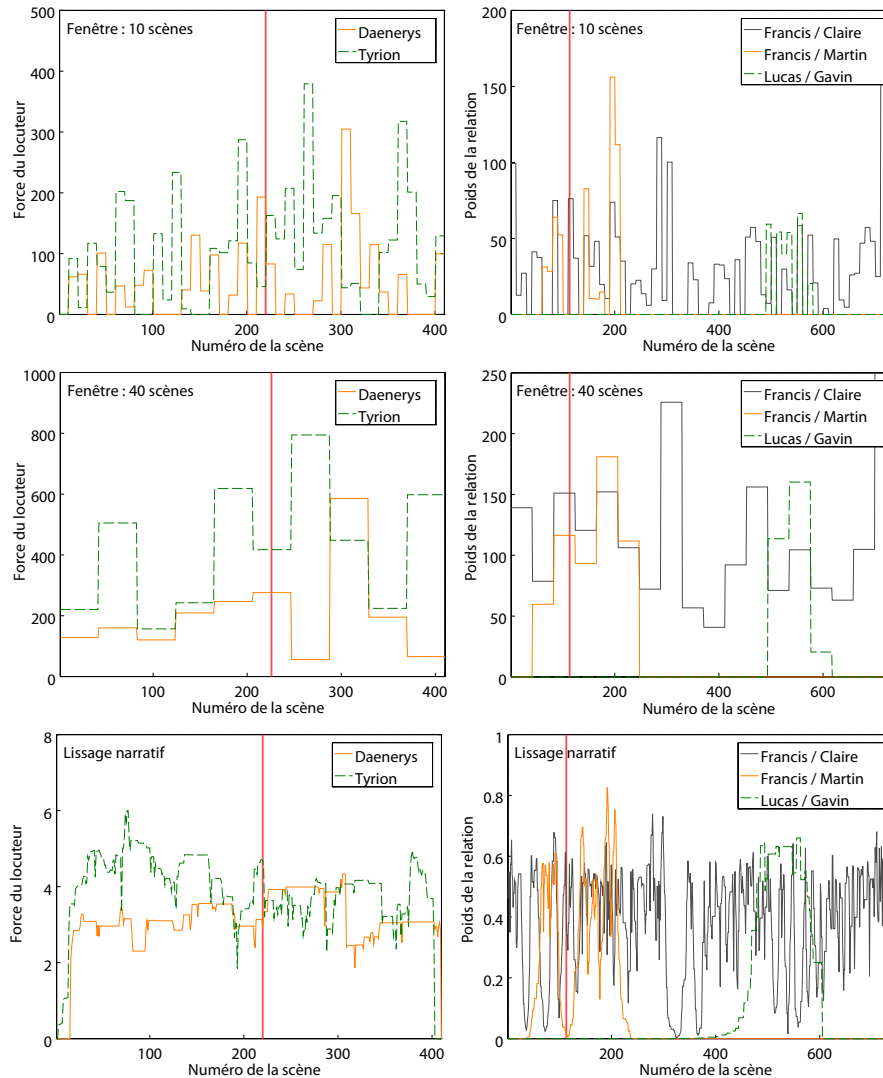 Fenêtre : 10 scènes
Daenerys
Tyrion
Force du locuteur
500
400
300
200
100
0
100 200 300 400
Numéro de la scène
Fenêtre : 10 scènes
Francis / Claire
Francis / Martin
Lucas / Gavin
Poids de la relation
200
150
100
50
0
200 400 600
Numéro de la scène
Fenêtre : 40 scènes
Daenerys
Tyrion
Force du locuteur
1000
800
600
400
200
0
100 200 300 400
Numéro de la scène
Fenêtre : 40 scènes
Francis / Claire
Francis / Martin
Lucas / Gavin
Poids de la relation
250
200
150
100
50
0
200 400 600
Numéro de la scène
Lissage narratif
Daenerys
Tyrion
Force du locuteur
8
6
4
2
0
100 200 300 400
Numéro de la scène
Lissage narratif
Francis / Claire
Francis / Martin
Lucas / Gavin
Poids de la relation
1
0.8
0.6
0.4
0.2
0
200 400 600
Numéro de la scène